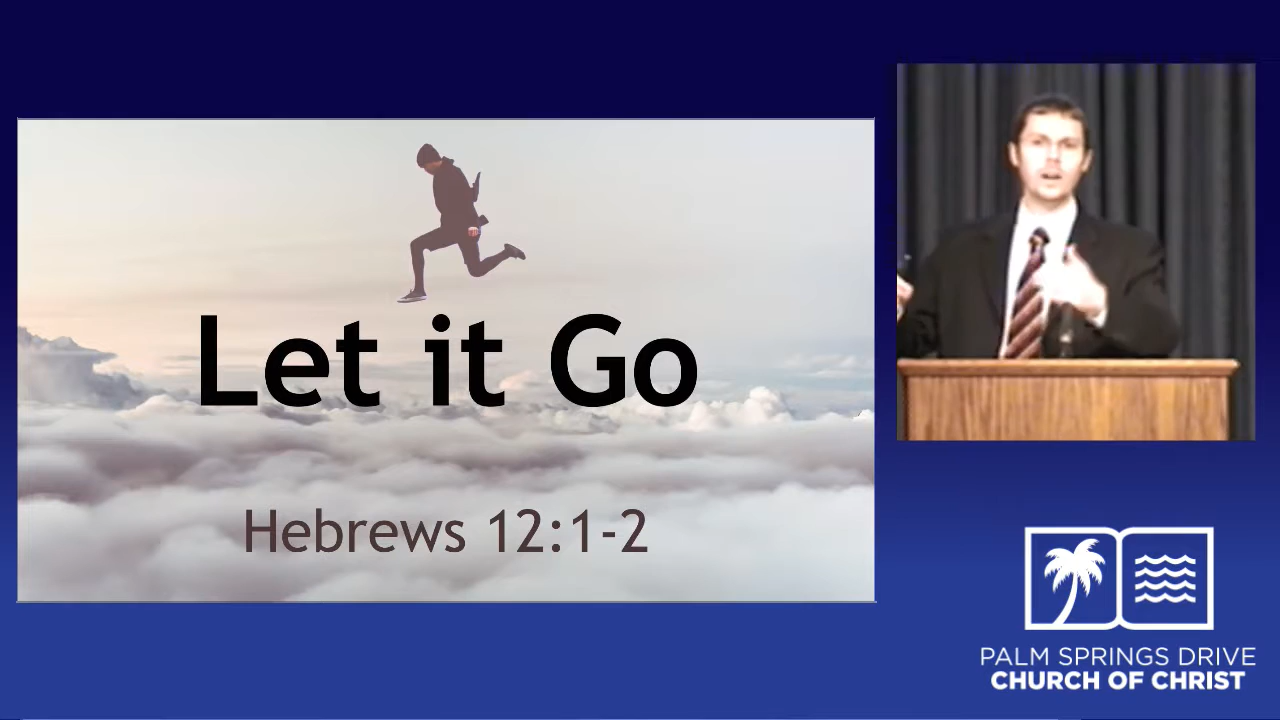 Let it Go
Hebrews 12:1-2
PALM SPRINGS DRIVE
CHURCH OF CHRIST